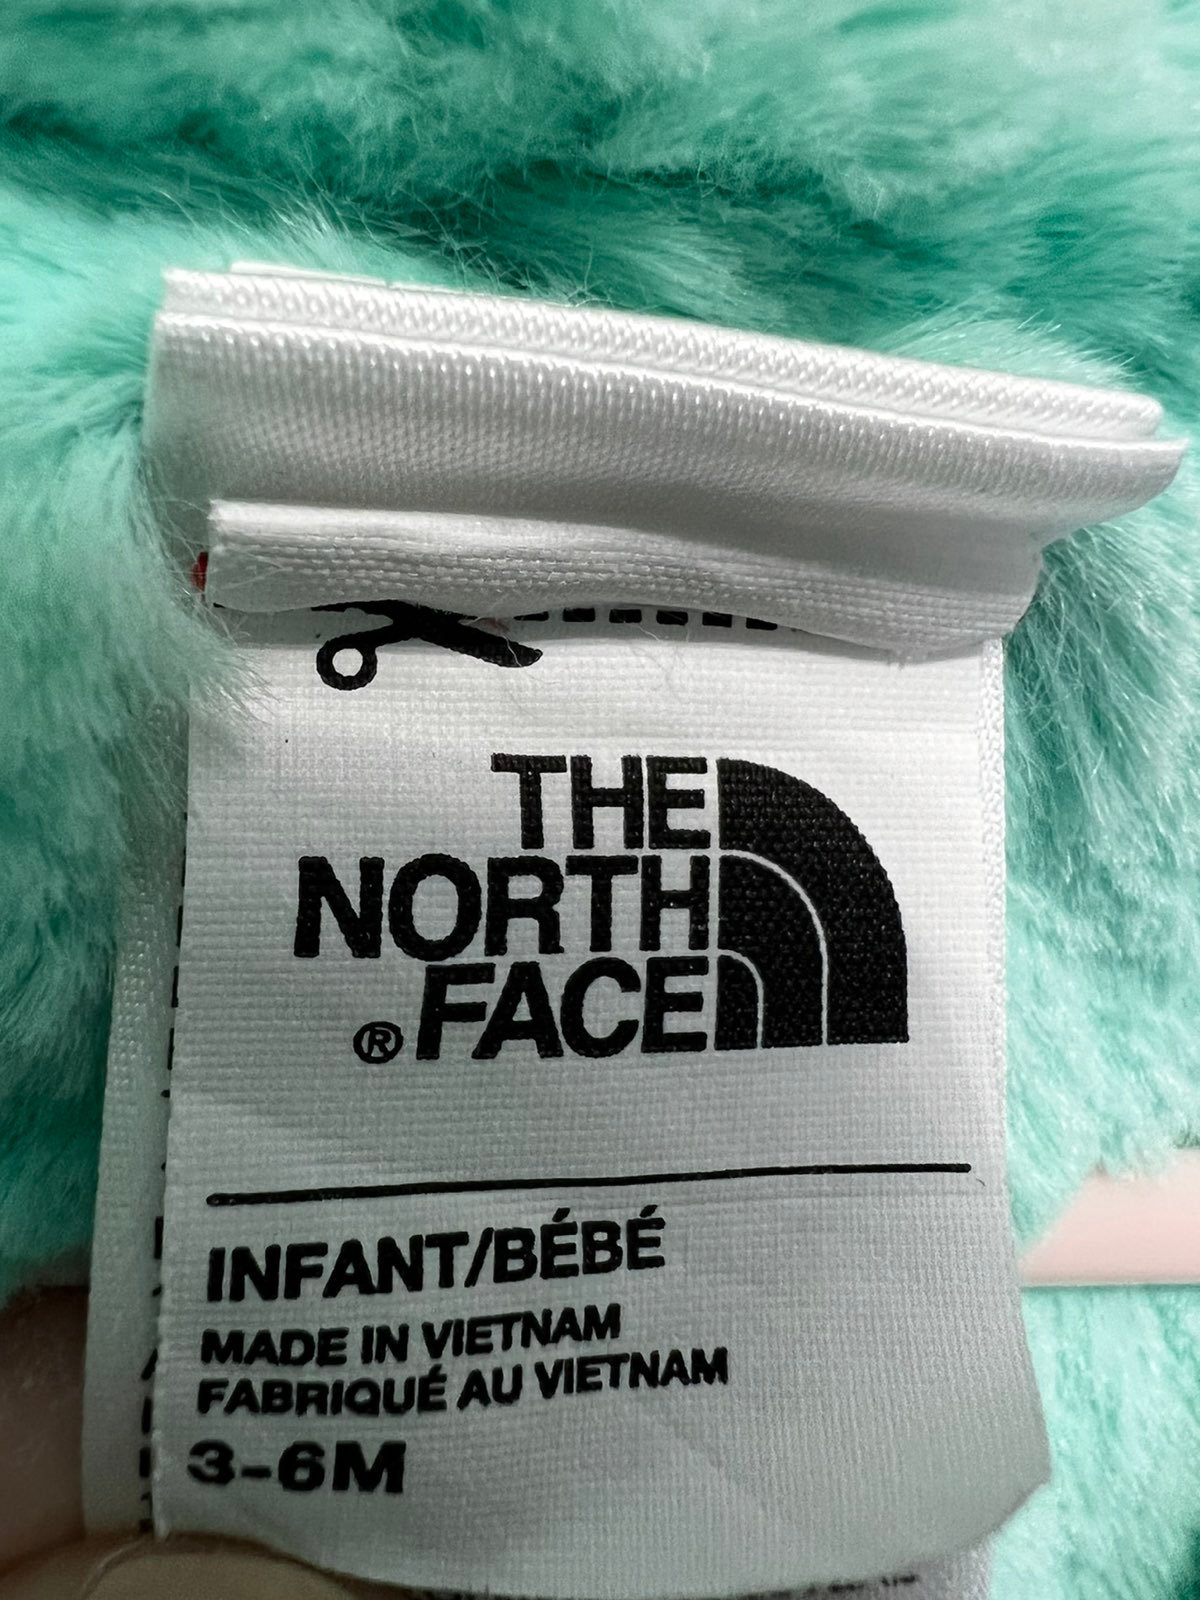 THE
NORTH
® FACE
INFANT/BÉBÉ
MADE IN VIETNAM
FABRIQUÉ AU VIETNAM
3-6M